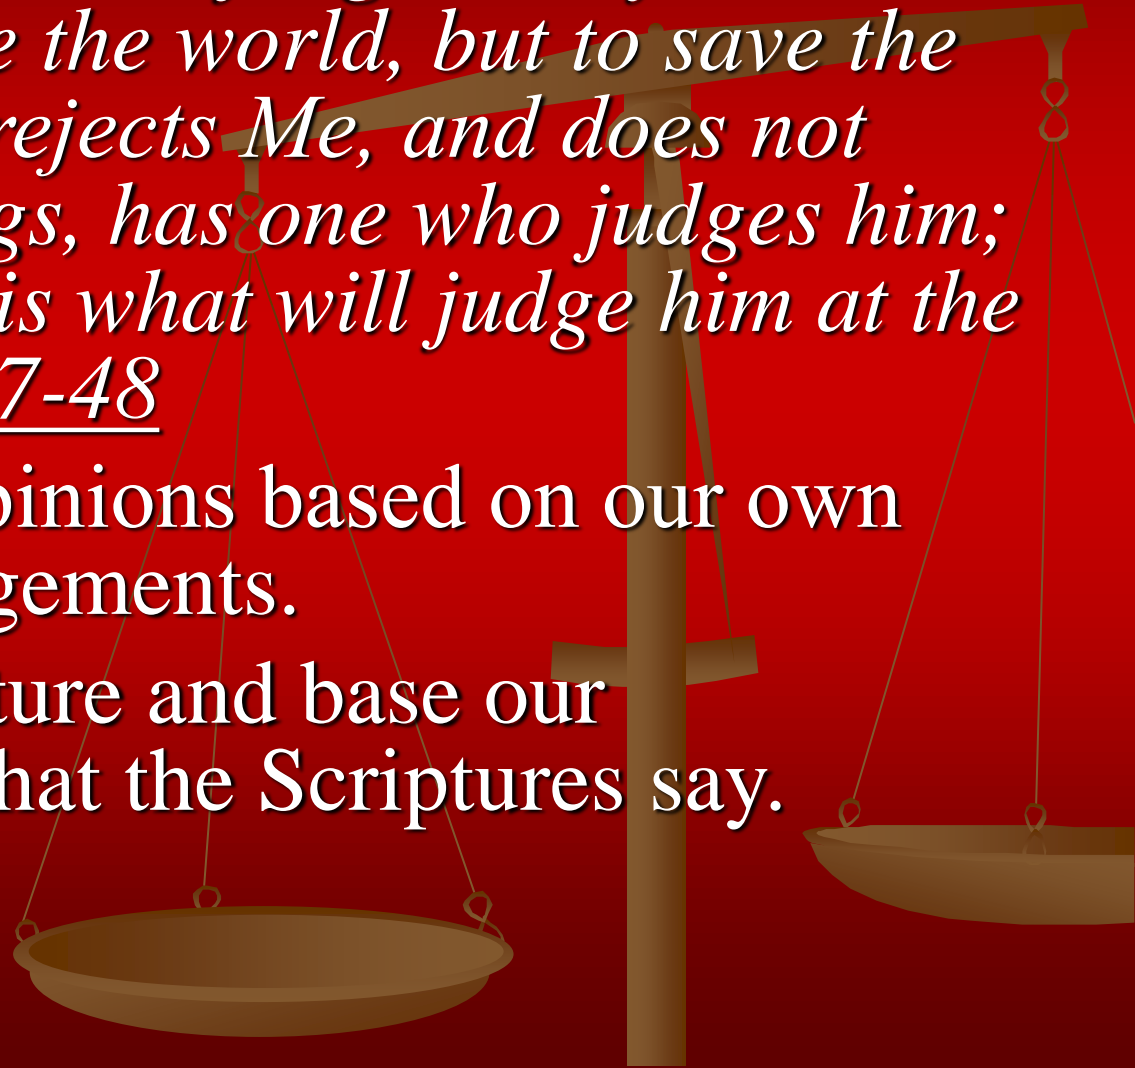 e the world, but to save the
rejects Me, and does not
gs, has one who judges him;
is what will judge him at the
7-48
pinions based on our own
gements.
ture and base our
hat the Scriptures say.